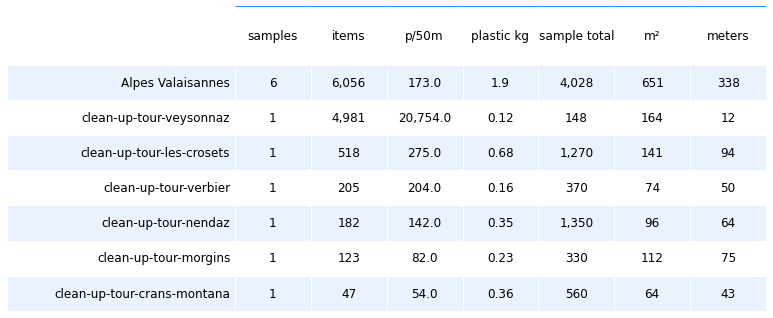 samples items p/50m plastic kg sample total m² meters
Alpes Valaisannes 6 6,056 173.0 1.9 4,028 651 338
clean-up-tour-veysonnaz 1 4,981 20,754.0 0.12 148 164 12
clean-up-tour-les-crosets 1 518 275.0 0.68 1,270 141 94
clean-up-tour-verbier 1 205 204.0 0.16 370 74 50
clean-up-tour-nendaz 1 182 142.0 0.35 1,350 96 64
clean-up-tour-morgins 1 123 82.0 0.23 330 112 75
clean-up-tour-crans-montana 1 47 54.0 0.36 560 64 43